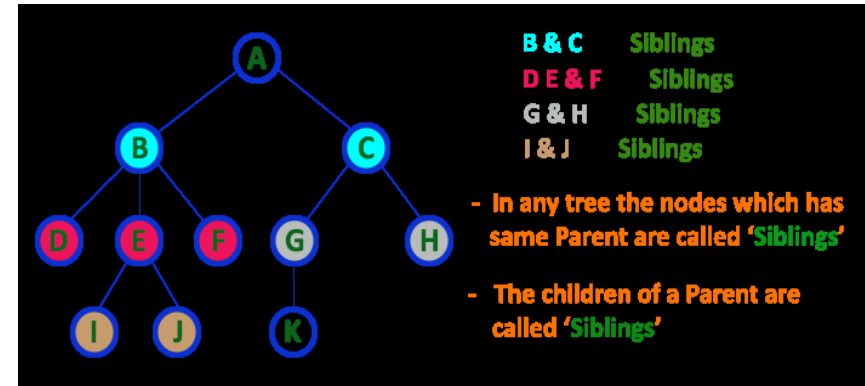 A
B
C
D
E
F
G
H
I
J
K
B & C Siblings
D E & F Siblings
G & H Siblings
I & J Siblings
- In any tree the nodes which has
same Parent are called ‘Siblings’
- The children of a Parent are
called ‘Siblings’